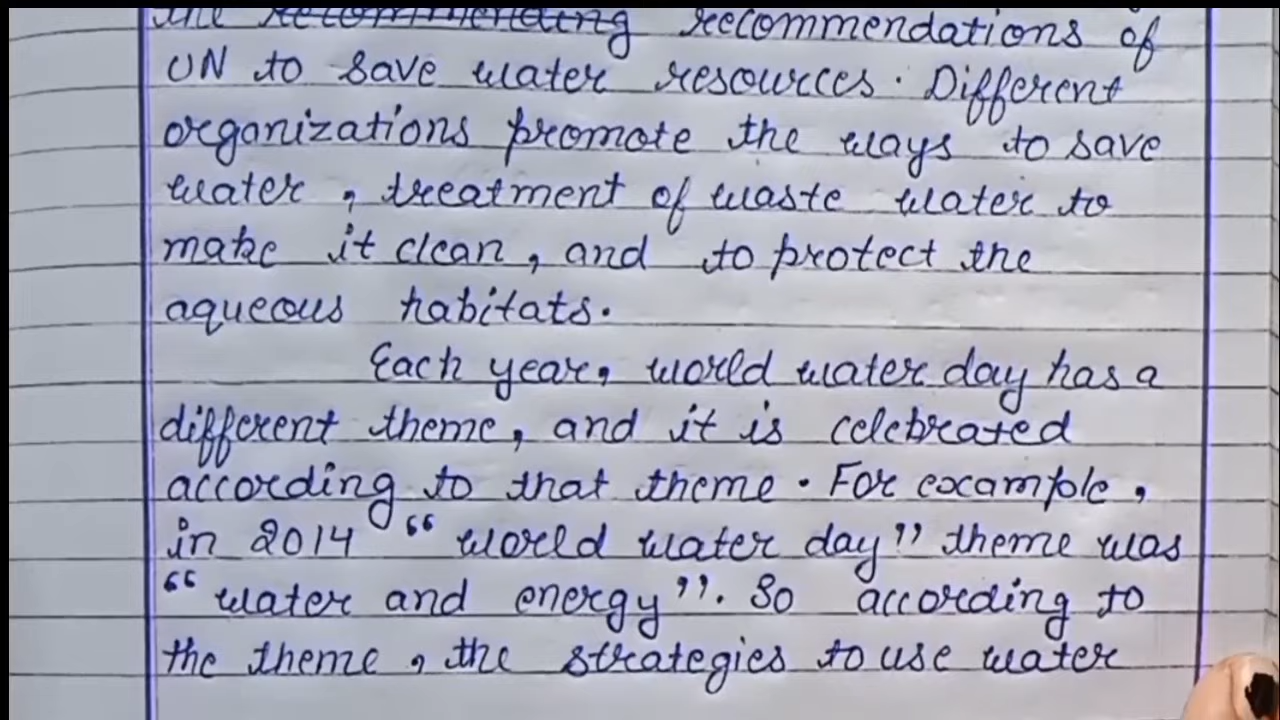 the recommending recommendations of
UN to save water resources. Different
organizations promote the ways to save
water, treatment of waste water to
make it clean, and to protect the
aqueous habitats.
Each year, world water day has a
different theme, and it is celebrated
according to that theme. For example,
in 2014 “world water day” theme was
“water and energy”. So according to
the theme, the strategies to use water